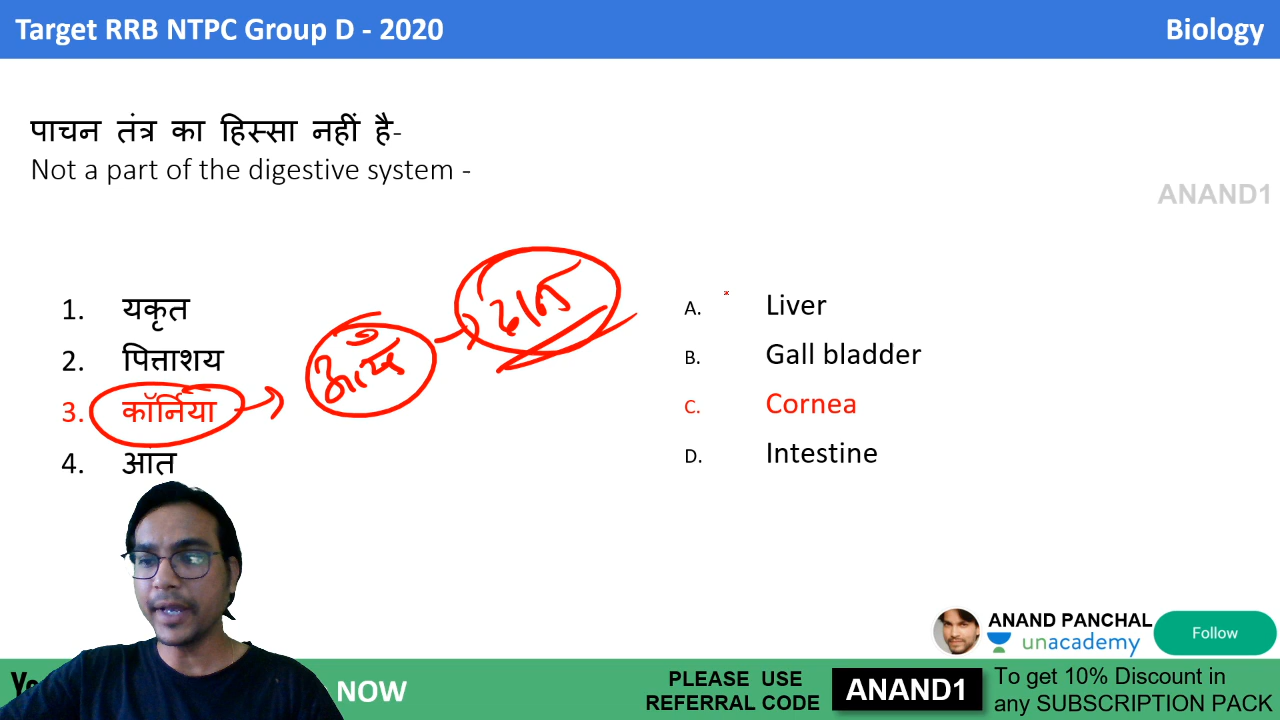 Target RRB NTPC Group D - 2020
Biology
पाचन तंत्र का हिस्सा नहीं है-
Not a part of the digestive system -
ANAND1
1. यकृत
2. पित्ताशय
3. कॉर्निया
4. आत
दान
A. Liver
B. Gall bladder
C. Cornea
D. Intestine
ANAND PANCHAL
unacademy
Follow
NOW
PLEASE USE
REFERRAL CODE
ANAND1
To get 10% Discount in
any SUBSCRIPTION PACK